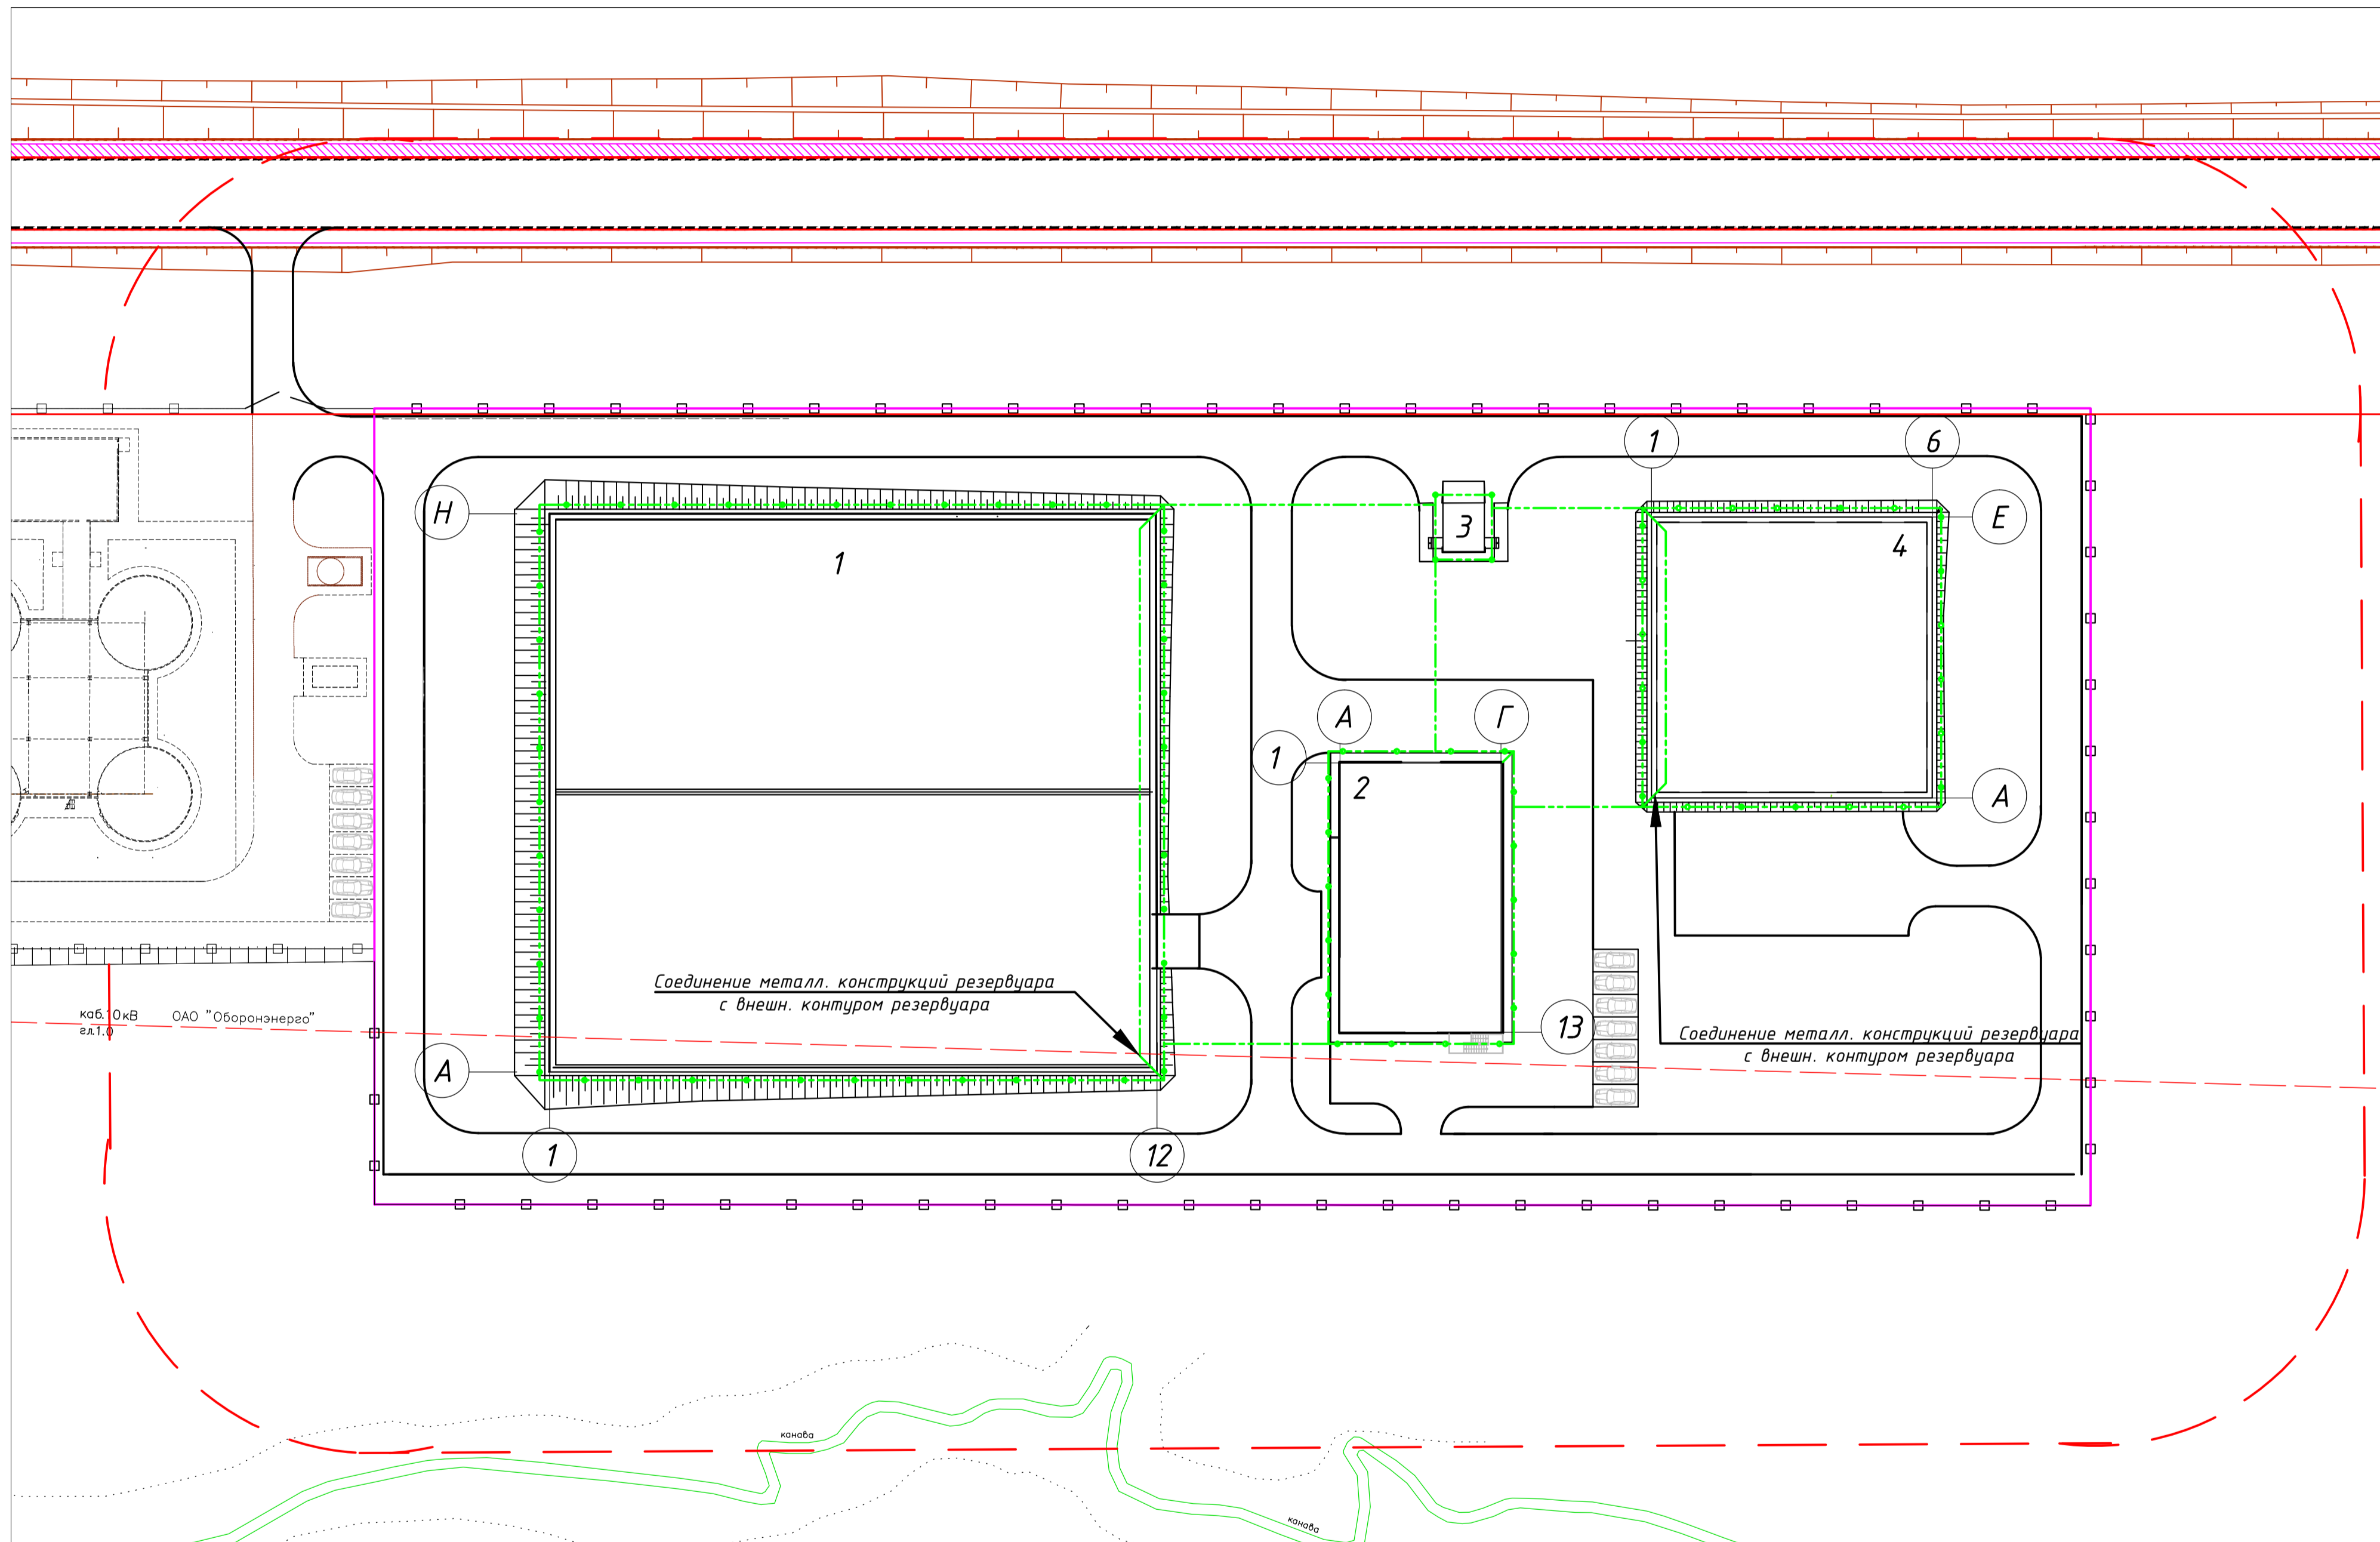 1
6
Н
3
Е
4
1
А
Г
1
2
А
Соединение металл. конструкций резервуара
с внешн. контуром резервуара
каб.10кВ ОАО "Оборонэнерго"
гл.1.0
13
Соединение металл. конструкций резервуара
с внешн. контуром резервуара
А
1
12
канава
канава